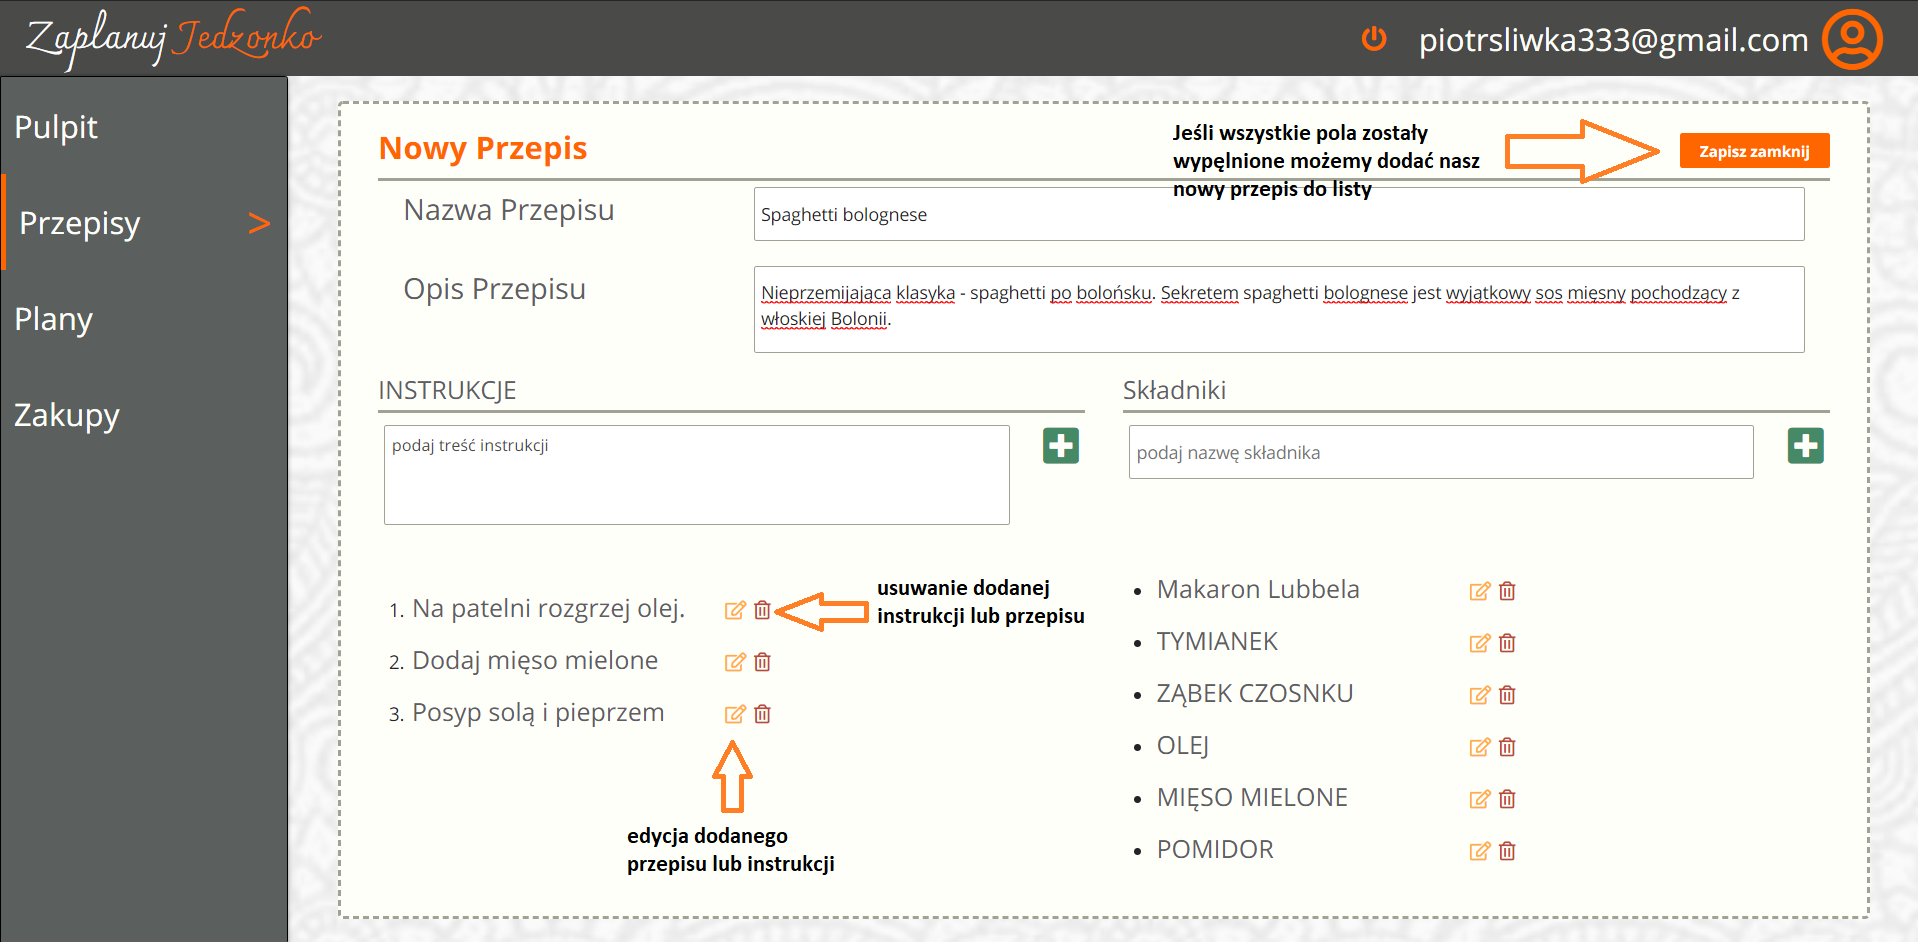 Zaplanuj Jedzonko
piotrsliwka333@gmail.com
Pulpit
Przepisy >
Plany
Zakupy
Nowy Przepis
Jeśli wszystkie pola zostały
wypęlnione możemy dodać nasz
nowy przepis do listy
Zapisz zamknij
Nazwa Przepisu
Spaghetti bolognese
Opis Przepisu
Nieprzemijająca klasyka - spaghetti po bolońsku. Sekretem spaghetti bolognese jest wyjątkowy sos mięsny pochodzący z
włoskiej Bolonii.
INSTRUKCJE
podaj treść instrukcji
1. Na patelni rozgrzej olej.
usuwanie dodanej
instrukcji lub przepisu
2. Dodaj mięso mielone
3. Posyp solą i pieprzem
edycja dodanego
przepisu lub instrukcji
Składniki
podaj nazwę składnika
• Makaron Lubbela
• TYMIANEK
• ZĄBEK CZOSNKU
• OLEJ
• MIĘSO MIELONE
• POMIDOR